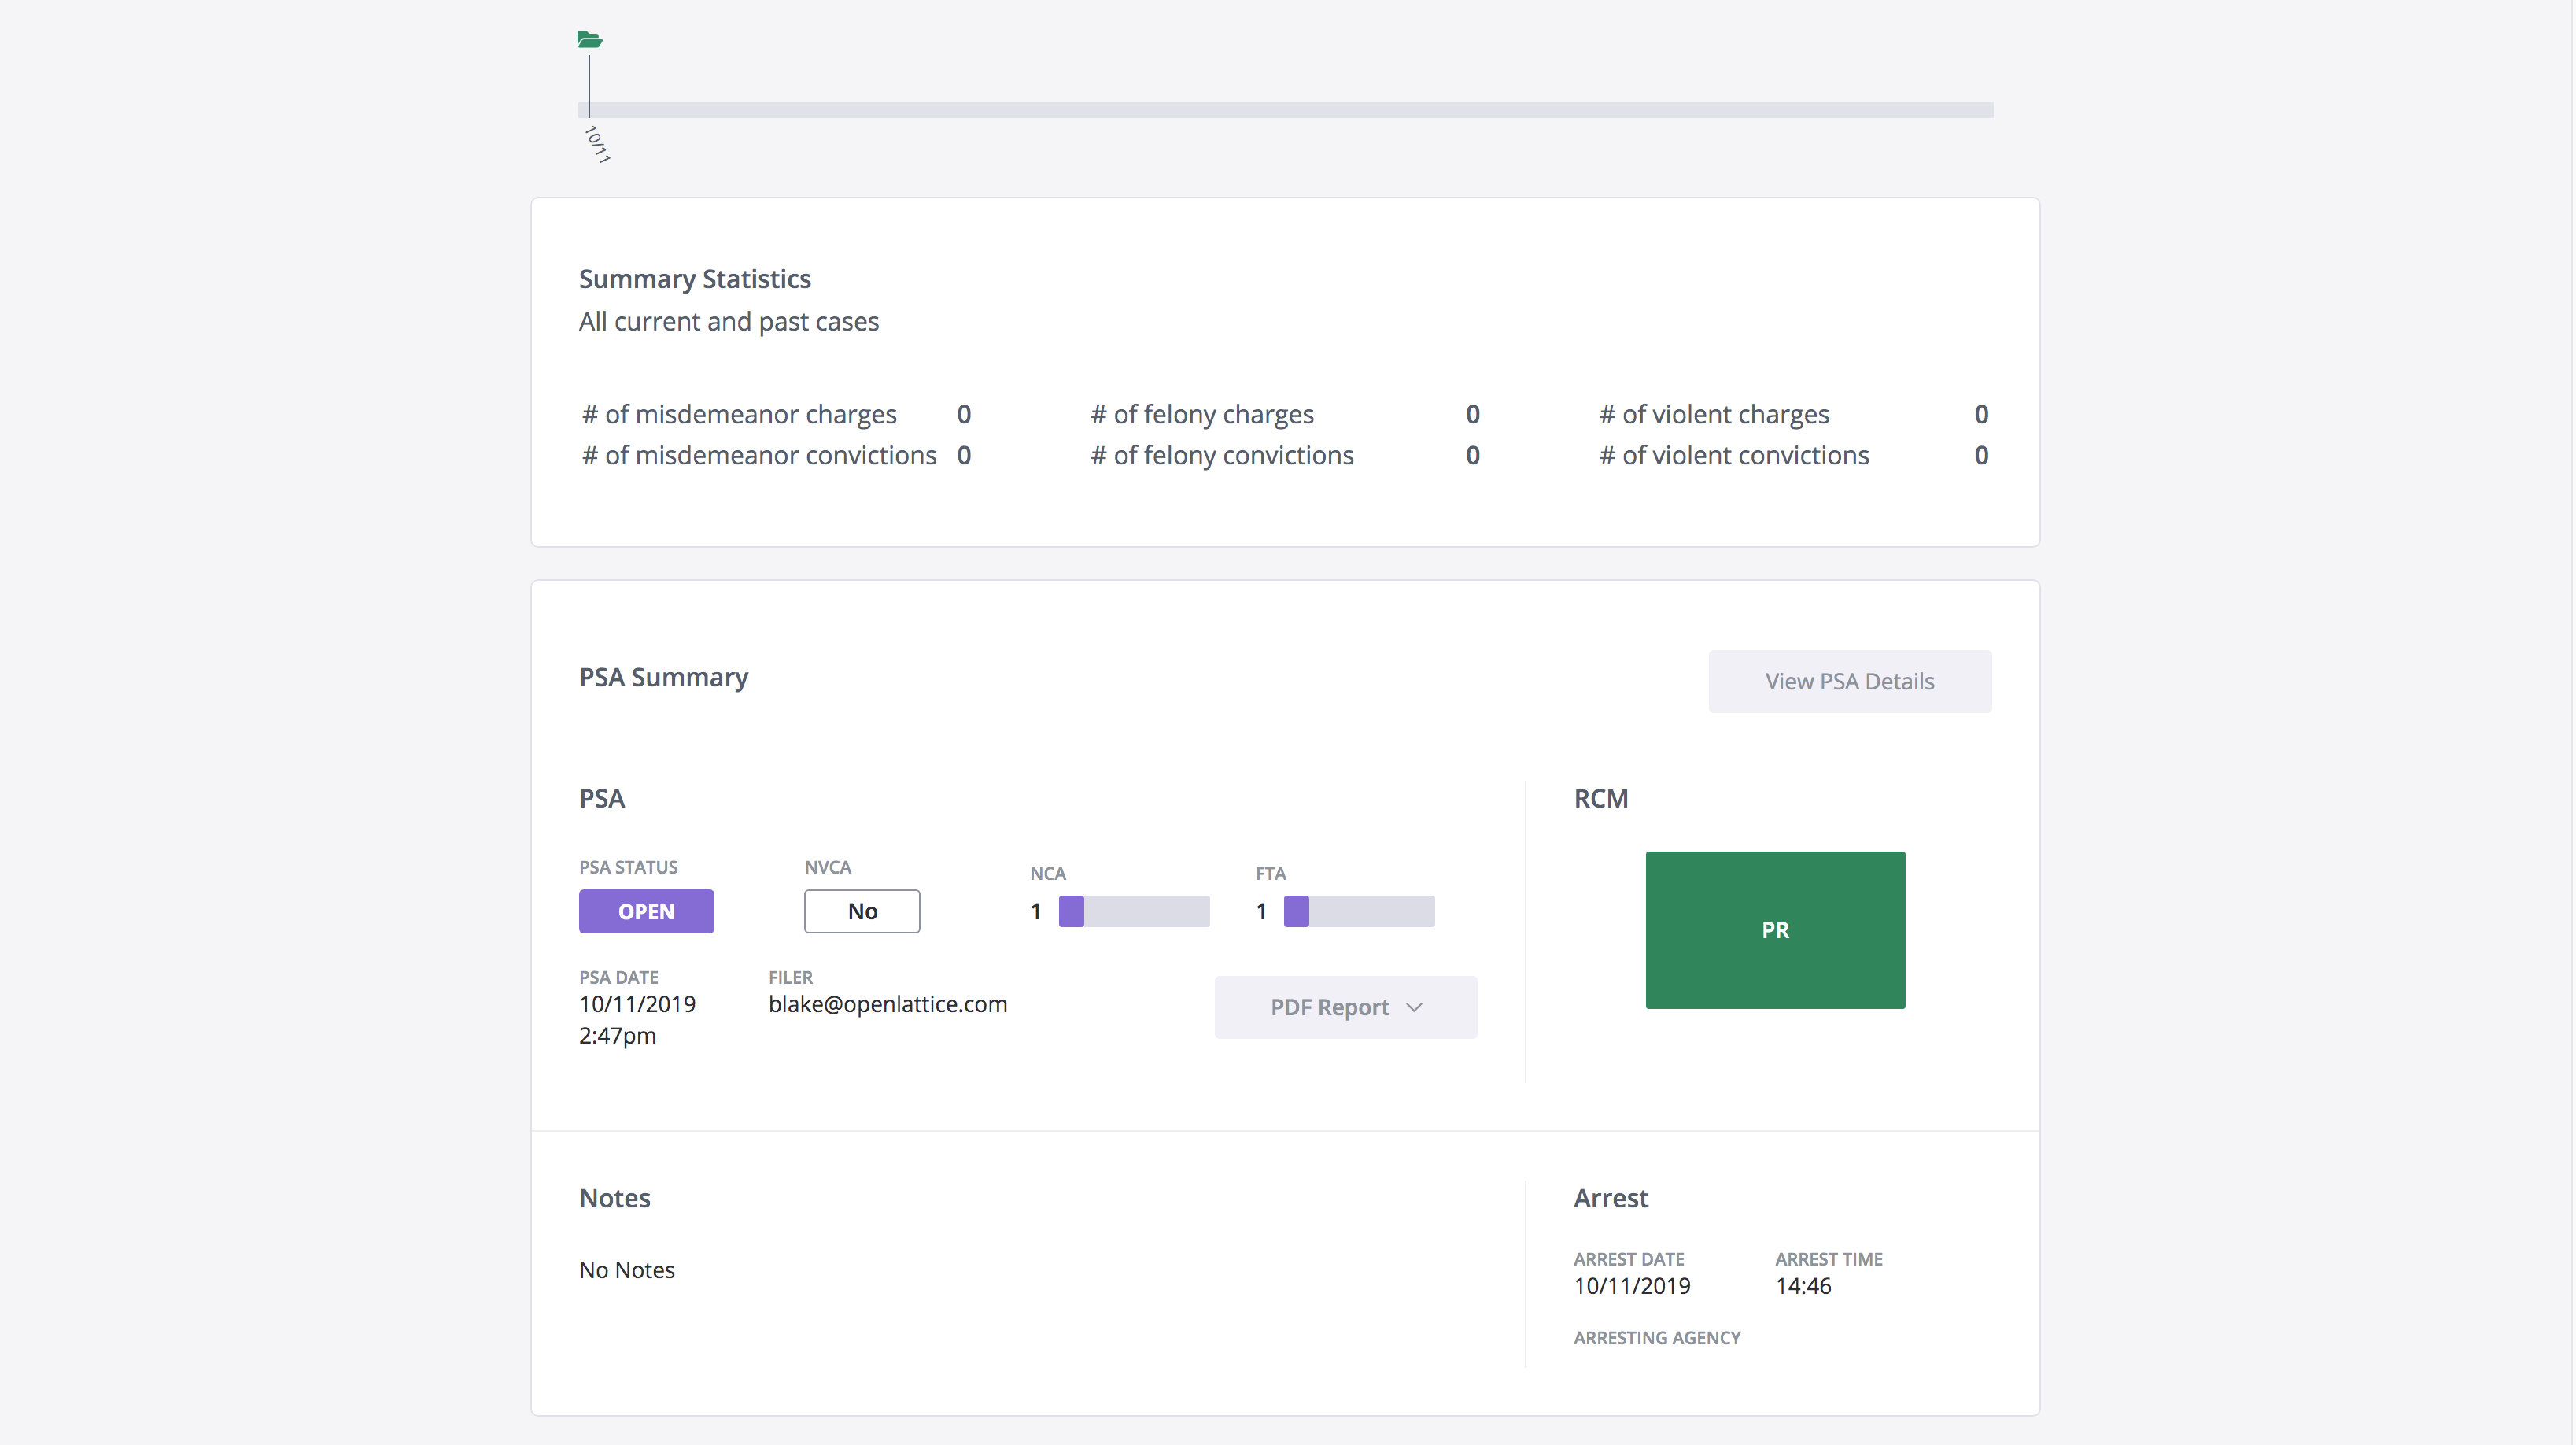 10/11
Summary Statistics
All current and past cases
# of misdemeanor charges 0 # of felony charges 0 # of violent charges 0
# of misdemeanor convictions 0 # of felony convictions 0 # of violent convictions 0
PSA Summary
View PSA Details
PSA
RCM
PSA STATUS NVCA NCA FTA
OPEN No 1 1
PR
PSA DATE FILER
10/11/2019 blake@openlattice.com
2:47pm
PDF Report
Notes
No Notes
Arrest
ARREST DATE ARREST TIME
10/11/2019 14:46
ARRESTING AGENCY